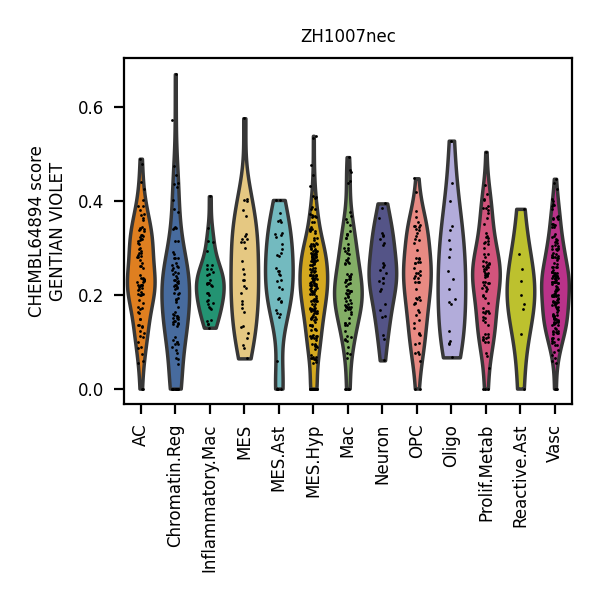 ZH1007nec
CHEMBL64894 score
GENTIAN VIOLET
0.6
0.4
0.2
0.0
AC
Chromatin.Reg
Inflammatory.Mac
MES
MES.Ast
MES.Hyp
Mac
Neuron
OPC
Oligo
Prolif.Metab
Reactive.Ast
Vasc